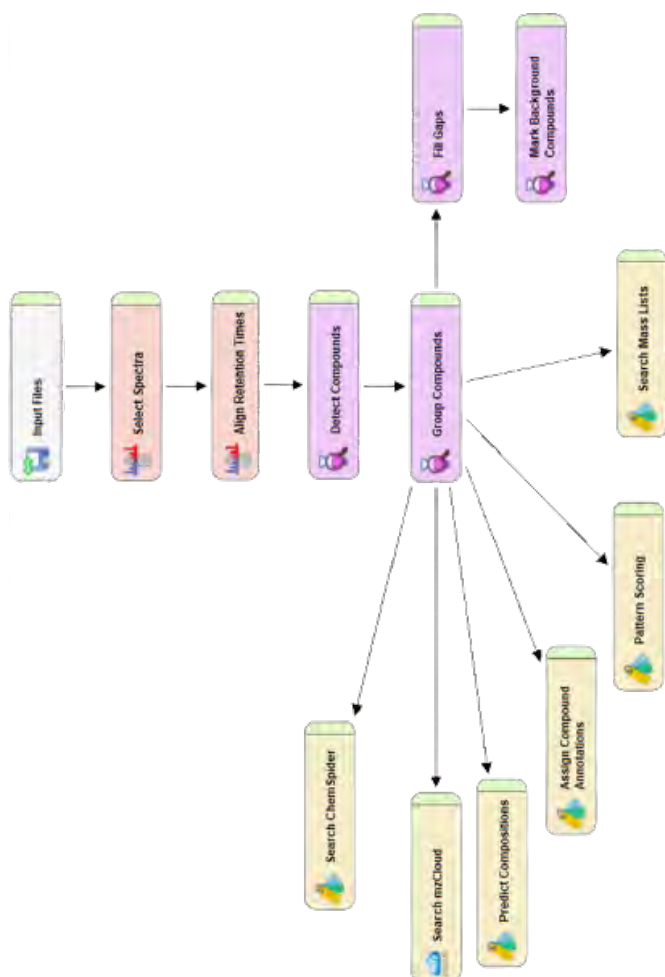 Input Files
Select Spectra
Align Retention Times
Detect Compounds
Group Compounds
Fill Gaps
Mark Background
Compounds
Search ChemSpider
Search mzCloud
Predict Compositions
Assign Compound
Annotations
Pattern Scoring
Search Mass Lists